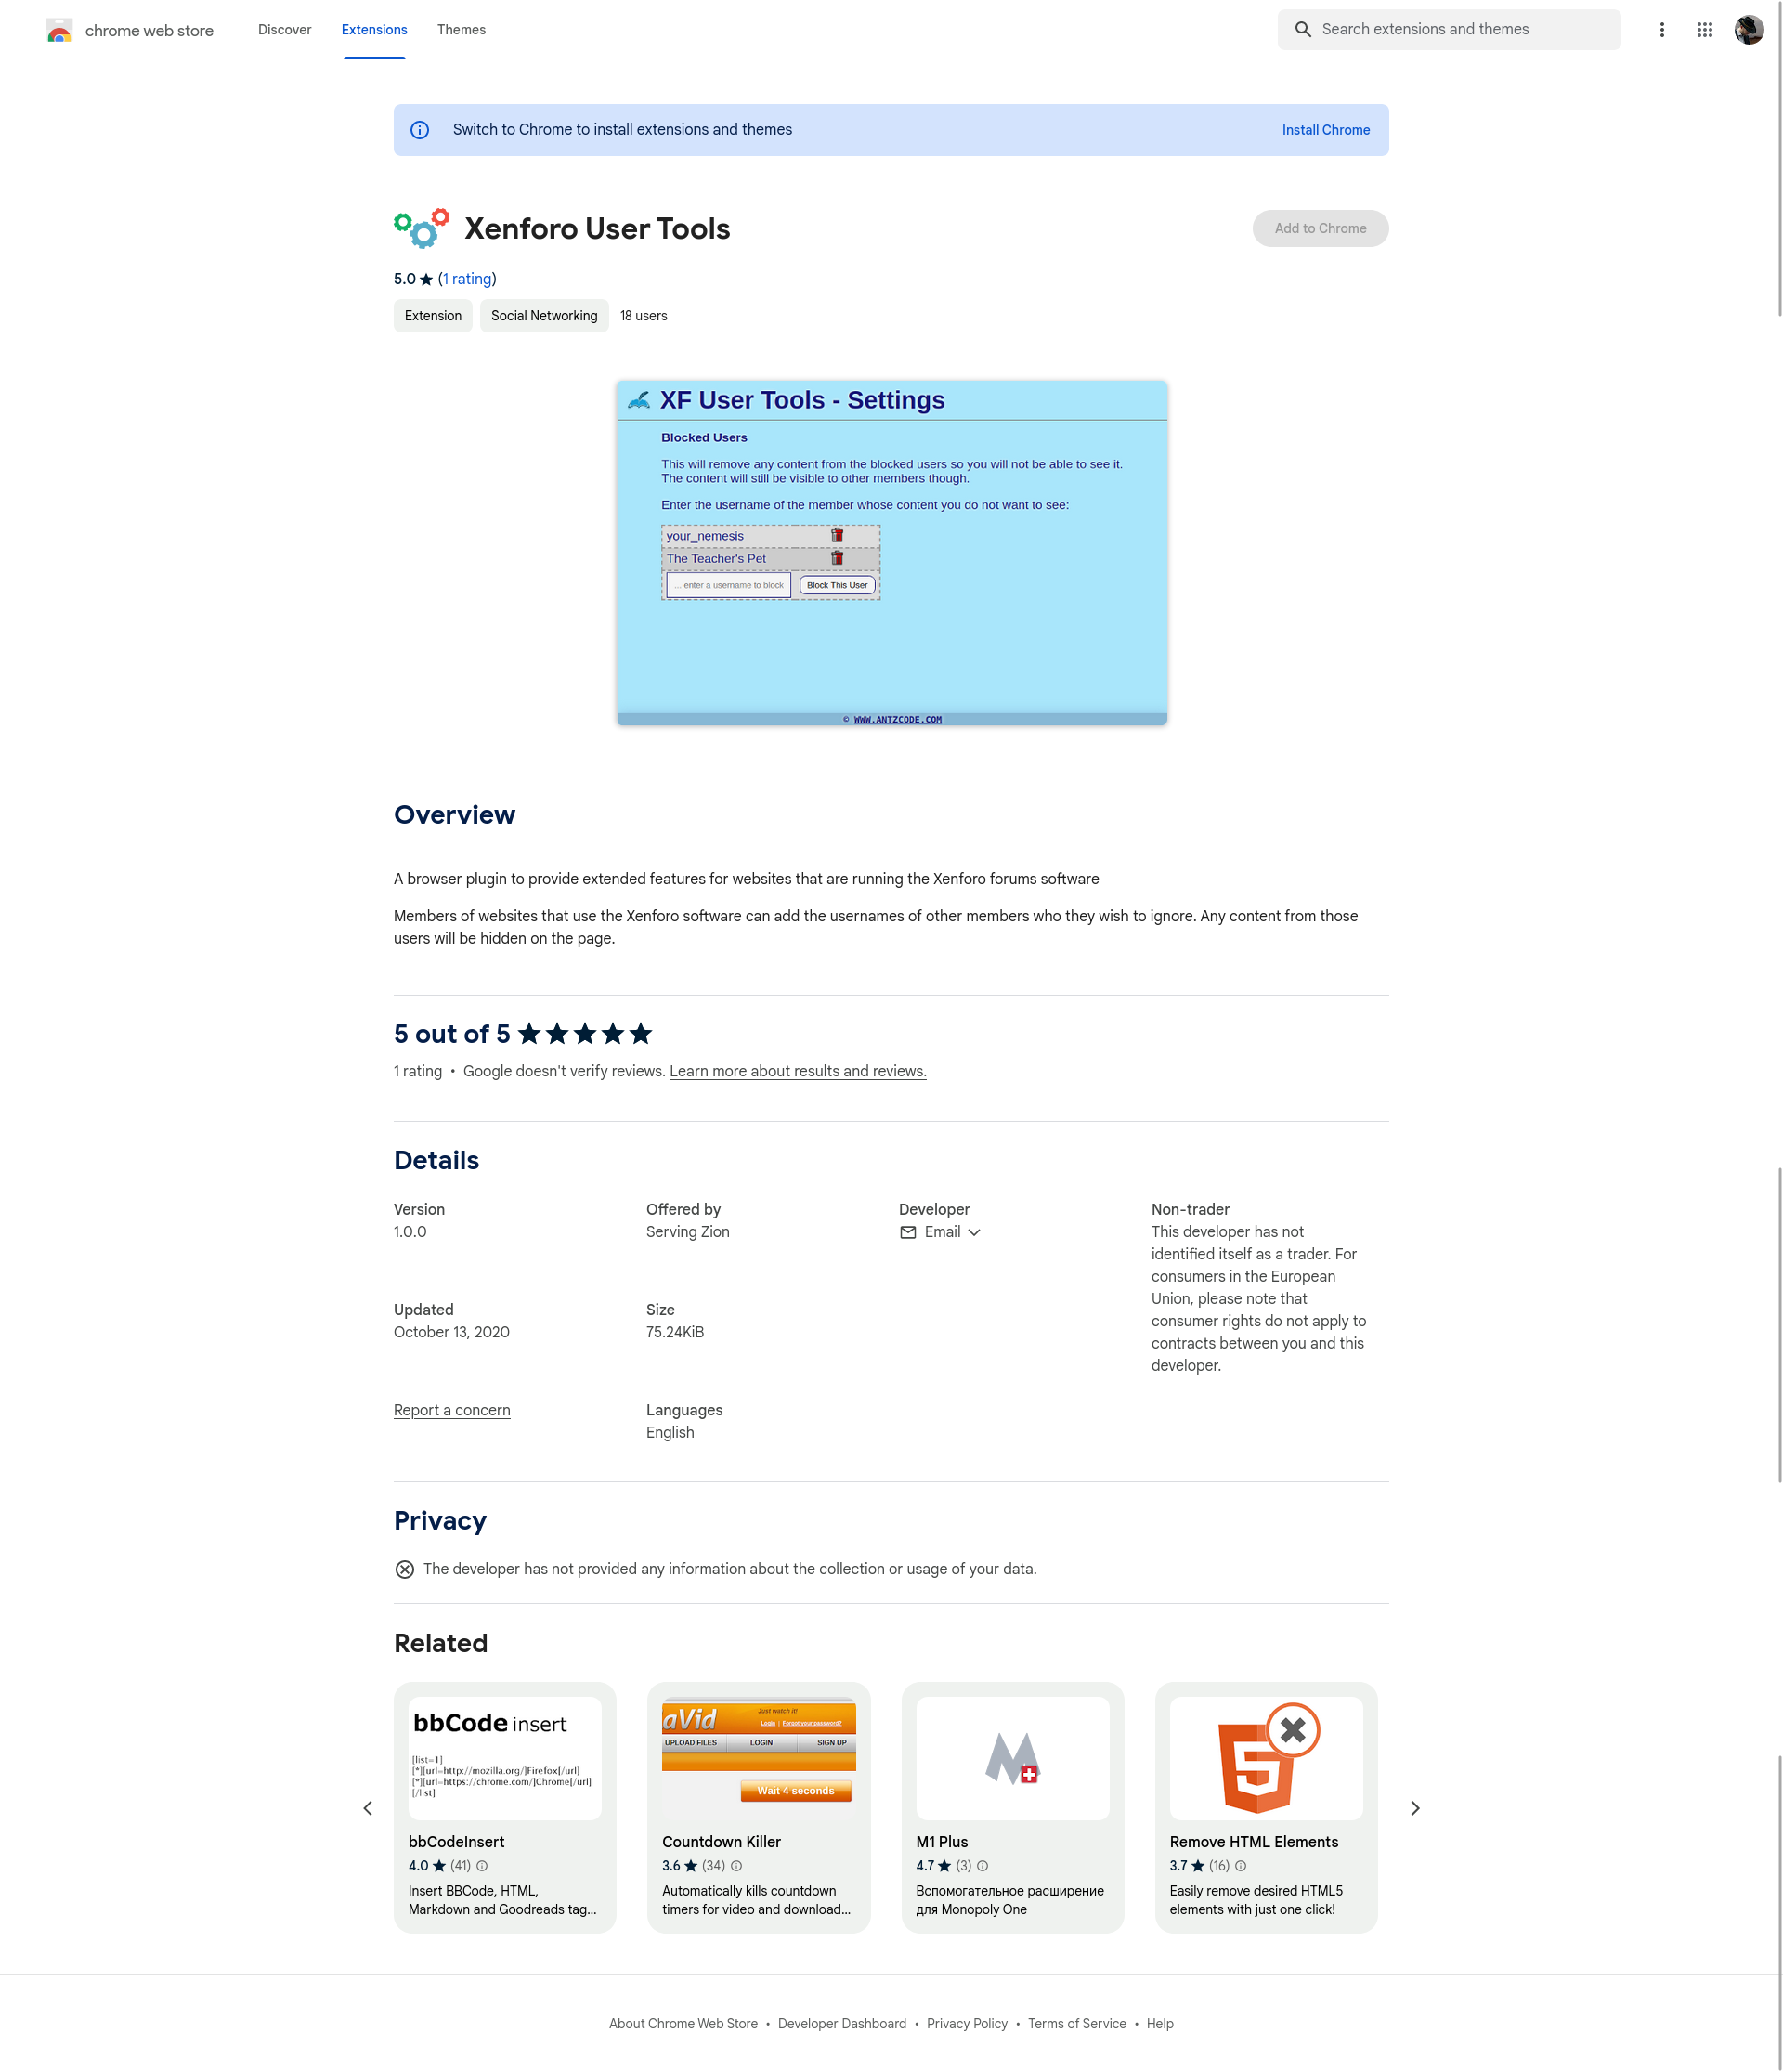 chrome web store
Discover
Extensions
Themes
Search extensions and themes
Switch to Chrome to install extensions and themes
Install Chrome
Xenforo User Tools
Add to Chrome
5.0 ★ (1 rating)
Extension
Social Networking
18 users
XF User Tools - Settings
Blocked Users
This will remove any content from the blocked users so you will not be able to see it.
The content will still be visible to other members though.
Enter the username of the member whose content you do not want to see:
your_nemesis
The Teacher's Pet
... enter a username to block
Block This User
© WWW.ANTZCODE.COM
Overview
A browser plugin to provide extended features for websites that are running the Xenforo forums software
Members of websites that use the Xenforo software can add the usernames of other members who they wish to ignore. Any content from those
users will be hidden on the page.
5 out of 5 ★★★★★
1 rating • Google doesn't verify reviews. Learn more about results and reviews.
Details
Version
1.0.0
Offered by
Serving Zion
Developer
Email
Non-trader
This developer has not
identified itself as a trader. For
consumers in the European
Union, please note that
consumer rights do not apply to
contracts between you and this
developer.
Updated
October 13, 2020
Size
75.24KiB
Report a concern
Languages
English
Privacy
The developer has not provided any information about the collection or usage of your data.
Related
bbCode insert
[list=1]
[*][url=http://mozilla.org/]Firefox[/url]
[*][url=https://chrome.com/]Chrome[/url]
[/list]
bbCodeInsert
4.0 ★ (41)
Insert BBCode, HTML,
Markdown and Goodreads tag...
aVid
Just watch it!
Login | Forgot your password?
UPLOAD FILES
LOGIN
SIGN UP
Wait 4 seconds
Countdown Killer
3.6 ★ (34)
Automatically kills countdown
timers for video and download...
M1 Plus
4.7 ★ (3)
Вспомогательное расширение
для Monopoly One
5
Remove HTML Elements
3.7 ★ (16)
Easily remove desired HTML5
elements with just one click!
About Chrome Web Store • Developer Dashboard • Privacy Policy • Terms of Service • Help